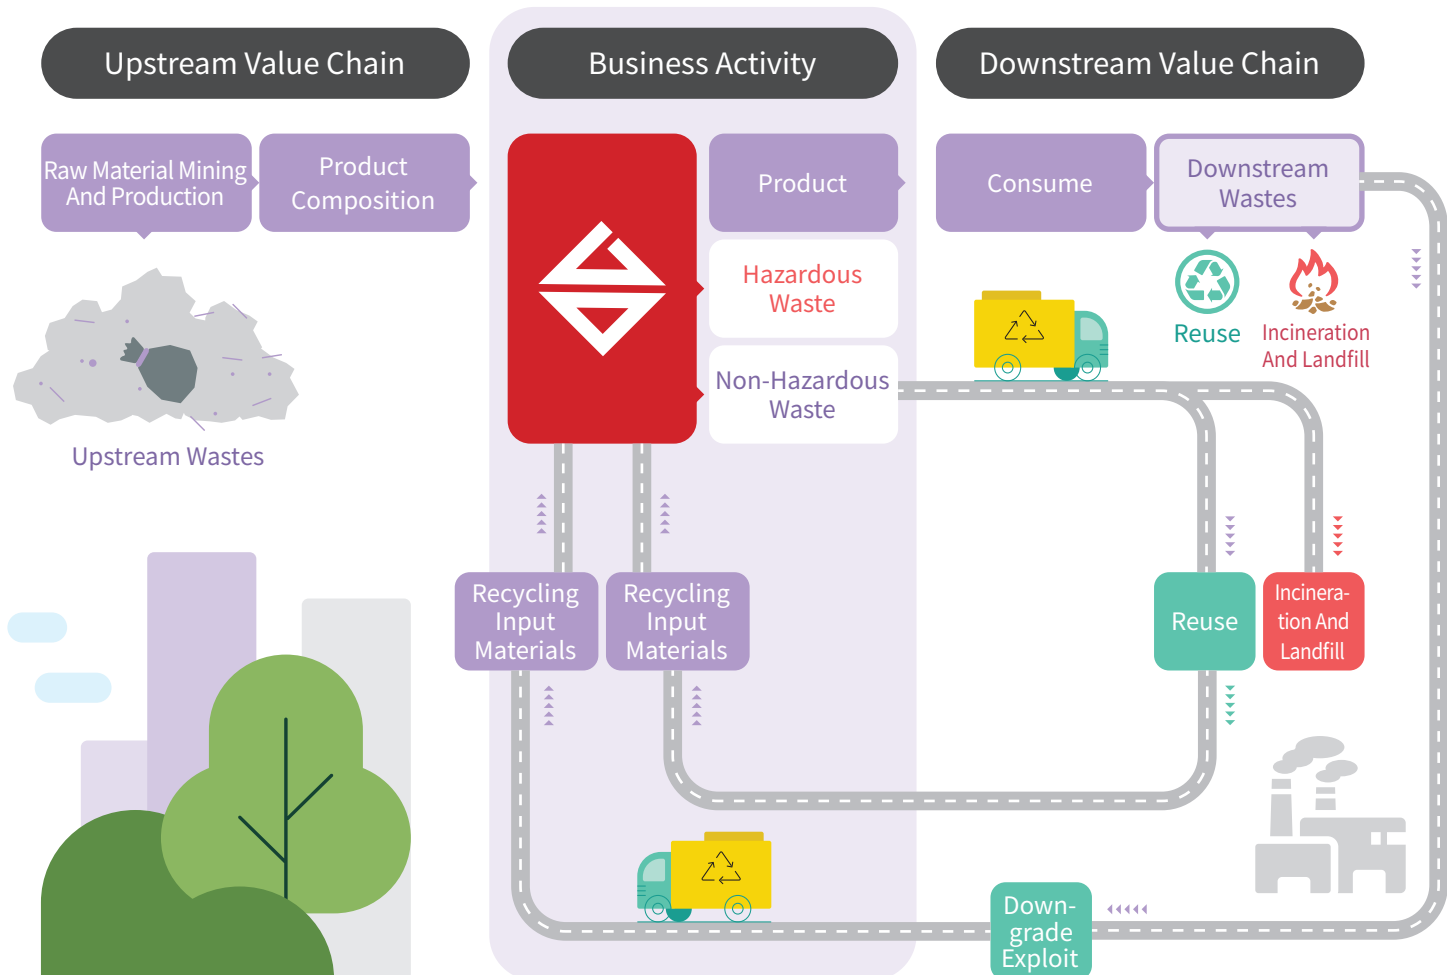 Upstream Value Chain
Business Activity
Downstream Value Chain
Raw Material Mining
And Production
Product
Composition
Product
Consume
Downstream
Wastes
Hazardous
Waste
Reuse
Incineration
And Landfill
Non-Hazardous
Waste
Upstream Wastes
Recycling
Input
Materials
Recycling
Input
Materials
Reuse
Incinera-
tion And
Landfill
Down-
grade
Exploit